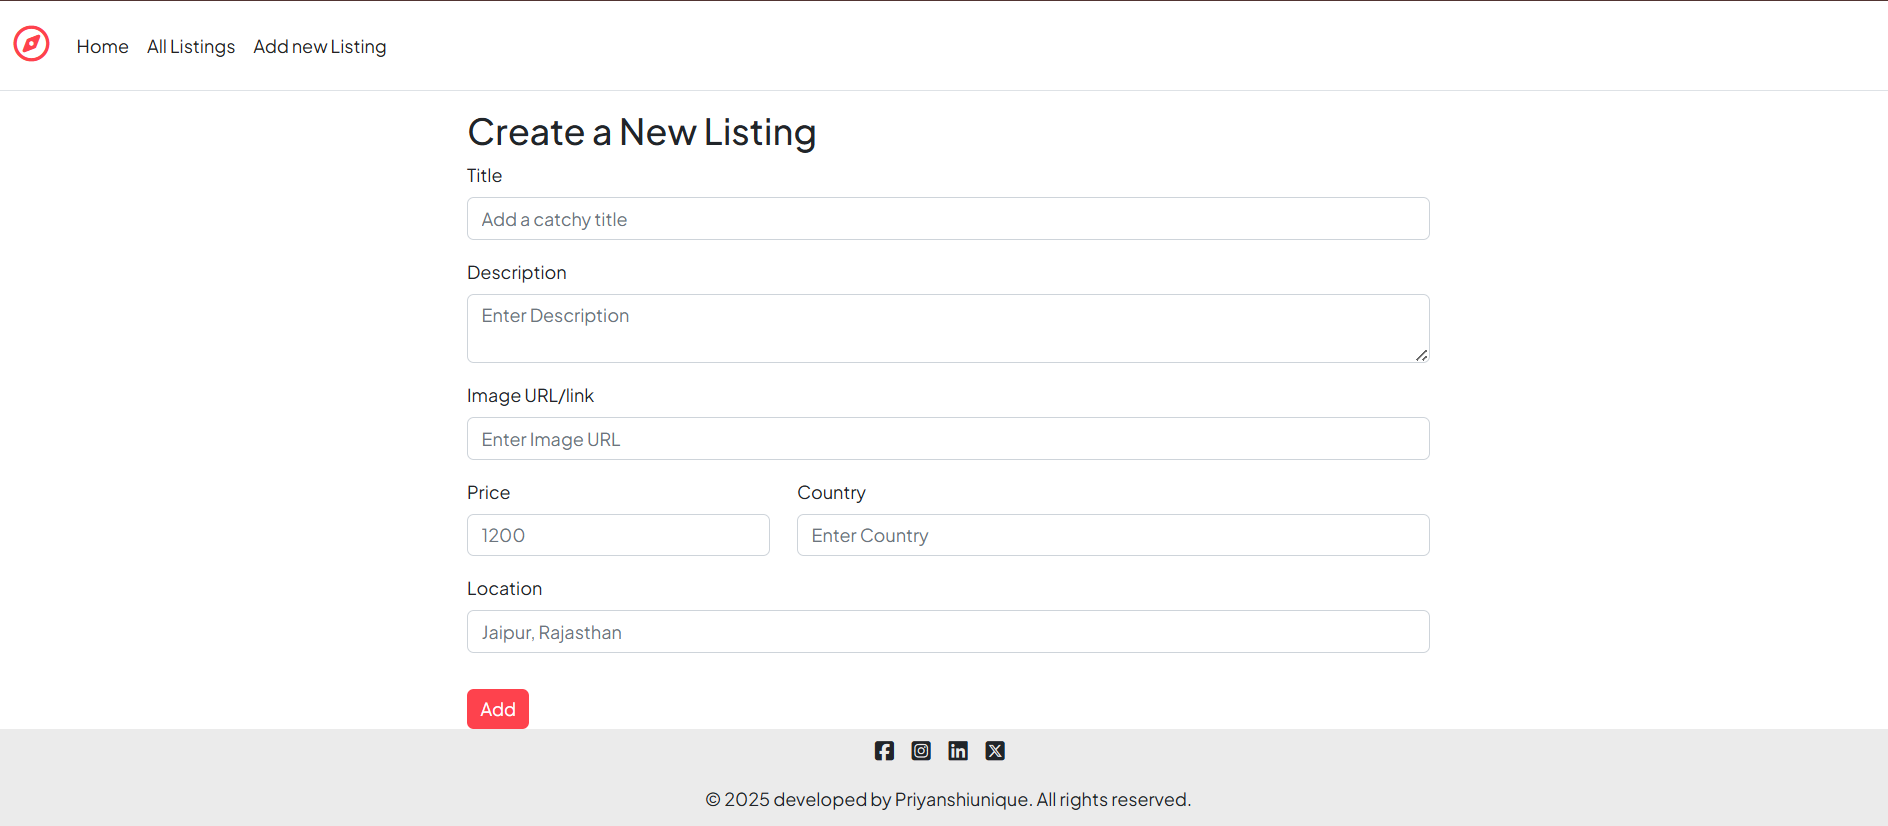 Home All Listings Add new Listing
Create a New Listing
Title
Add a catchy title
Description
Enter Description
Image URL/link
Enter Image URL
Price Country
1200 Enter Country
Location
Jaipur, Rajasthan
Add
© 2025 developed by Priyanshiunique. All rights reserved.